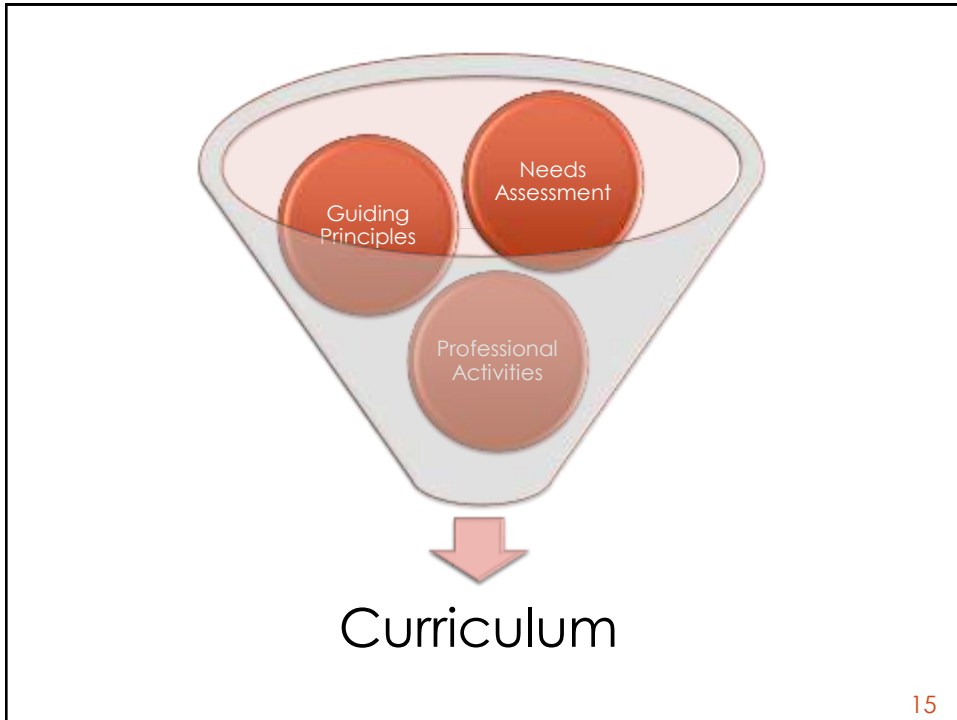 Needs
Assessment
Guiding
Principles
Professional
Activities
Curriculum
15